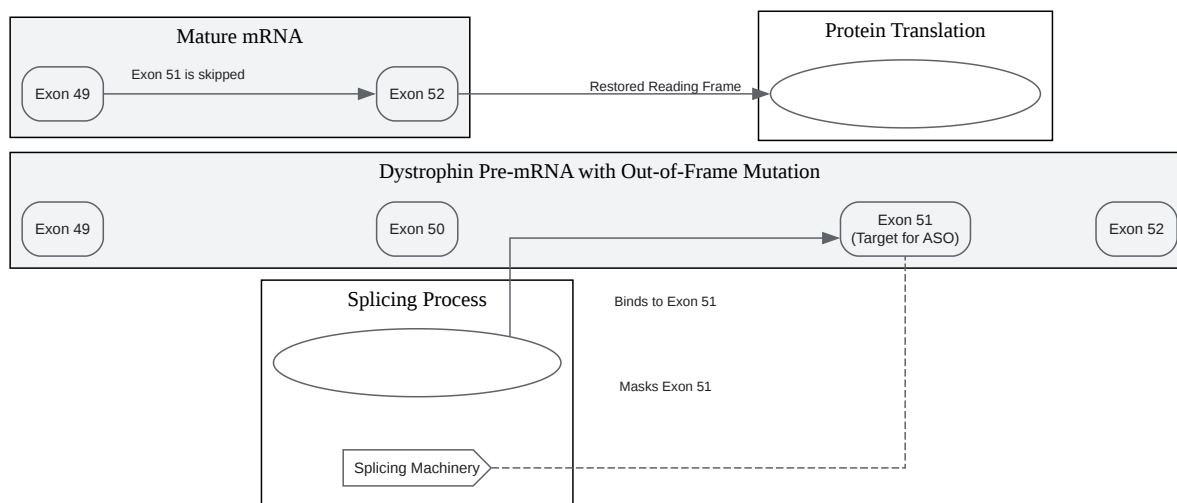 Mature mRNA
Exon 49
Exon 51 is skipped
Exon 52
Restored Reading Frame
Protein Translation
Dystrophin Pre-mRNA with Out-of-Frame Mutation
Exon 49
Exon 50
Exon 51
(Target for ASO)
Exon 52
Splicing Process
Binds to Exon 51
Masks Exon 51
Splicing Machinery